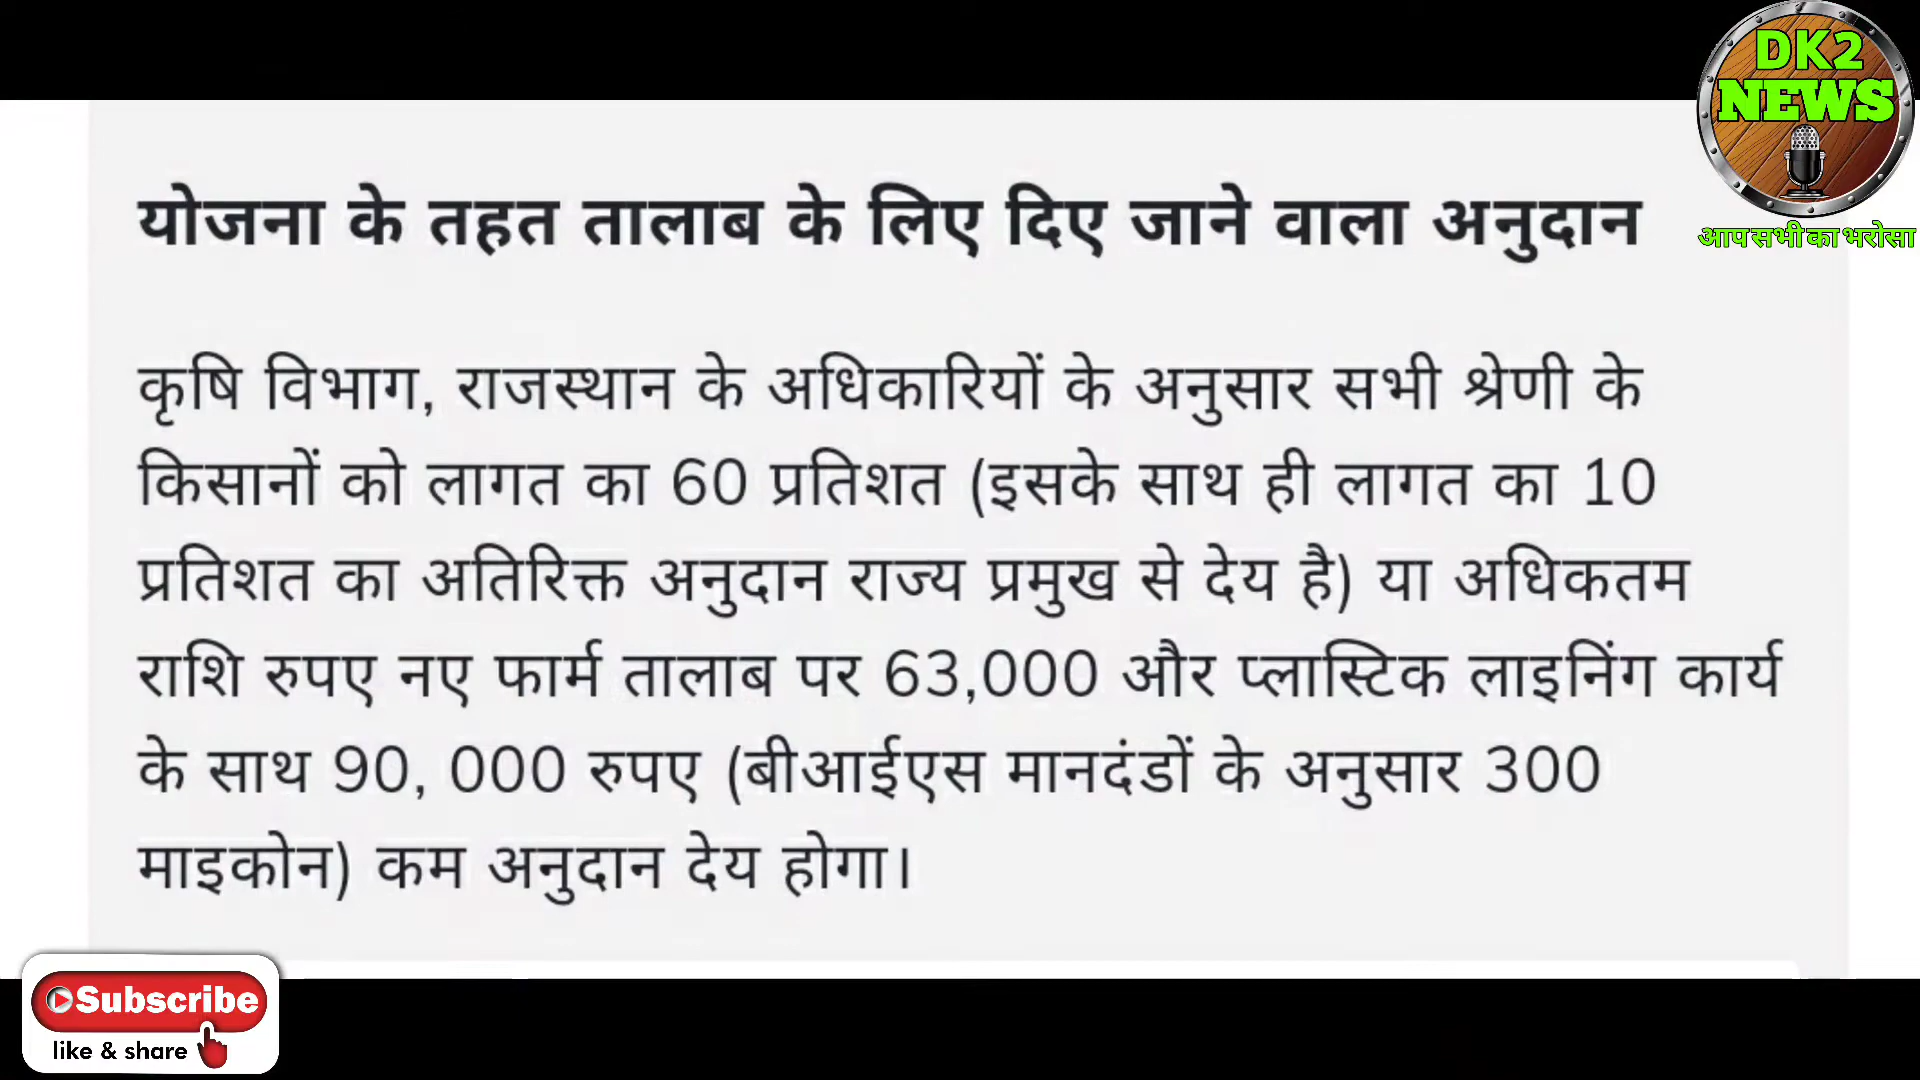 DK2
NEWS
आप सभी का भरोसा
योजना के तहत तालाब के लिए दिए जाने वाला अनुदान
कृषि विभाग, राजस्थान के अधिकारियों के अनुसार सभी श्रेणी के
किसानों को लागत का 60 प्रतिशत (इसके साथ ही लागत का 10
प्रतिशत का अतिरिक्त अनुदान राज्य प्रमुख से देय है) या अधिकतम
राशि रुपए नए फार्म तालाब पर 63,000 और प्लास्टिक लाइनिंग कार्य
के साथ 90, 000 रुपए (बीआईएस मानदंडों के अनुसार 300
माइकोन) कम अनुदान देय होगा।
Subscribe
like & share